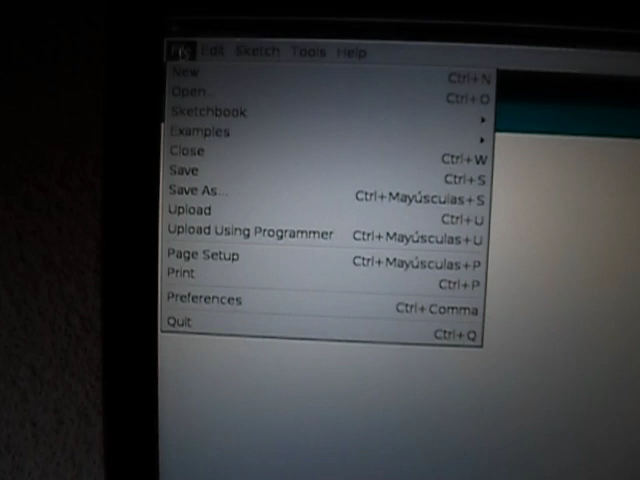 File Edit Sketch Tools Help
New Ctrl+N
Open... Ctrl+O
Sketchbook
Examples
Close Ctrl+W
Save Ctrl+S
Save As... Ctrl+Mayúsculas+S
Upload Ctrl+U
Upload Using Programmer Ctrl+Mayúsculas+U
Page Setup Ctrl+Mayúsculas+P
Print Ctrl+P
Preferences Ctrl+Comma
Quit Ctrl+Q